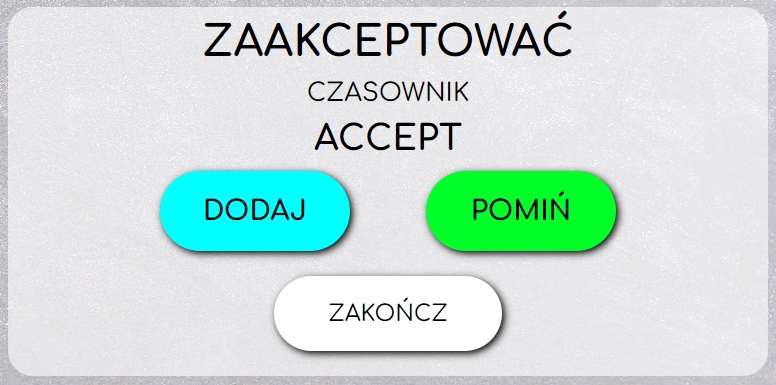 ZAAKCEPTOWAĆ
CZASOWNIK
ACCEPT
DODAJ POMIŃ
ZAKOŃCZ